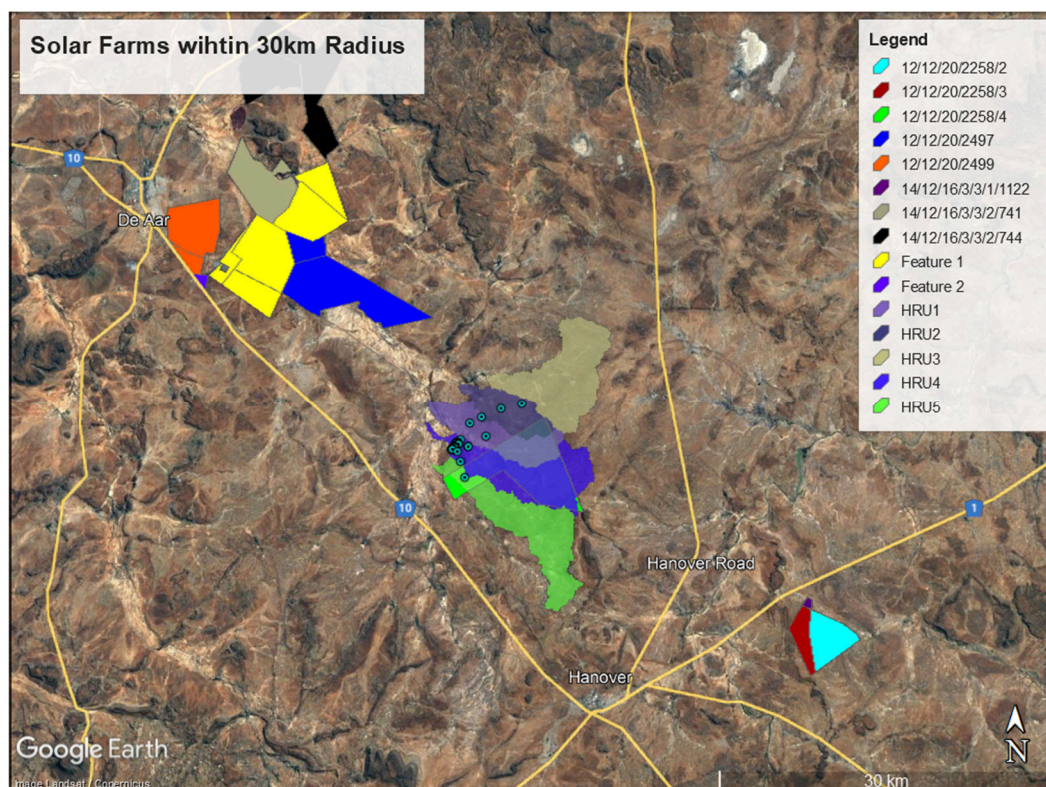 Solar Farms wihtin 30km Radius
Legend
12/12/20/2258/2
12/12/20/2258/3
12/12/20/2258/4
12/12/20/2497
12/12/20/2499
14/12/16/3/3/1/1122
14/12/16/3/3/2/741
14/12/16/3/3/2/744
Feature 1
Feature 2
HRU1
HRU2
HRU3
HRU4
HRU5
10
De Aar
10
1
Hanover Road
Hanover
Google Earth
Image Landsat / Copernicus
30 km
N